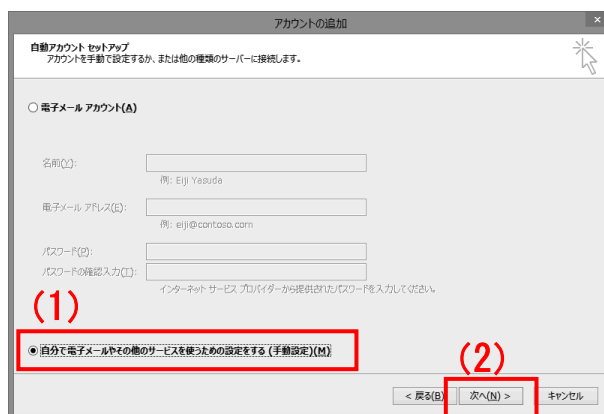 アカウントの追加
自動アカウント セットアップ
アカウントを手動で設定するか、または他の種類のサーバーに接続します。
電子メール アカウント(A)
名前(Y):
例: Eiji Yasuda
電子メール アドレス(E):
例: eiji@contoso.com
パスワード(P):
パスワードの確認入力(T):
インターネット サービス プロバイダーから提供されたパスワードを入力してください。
(1)
自分で電子メールやその他のサービスを使うための設定をする (手動設定)(M)
(2)
< 戻る(B) 次へ(N) > キャンセル